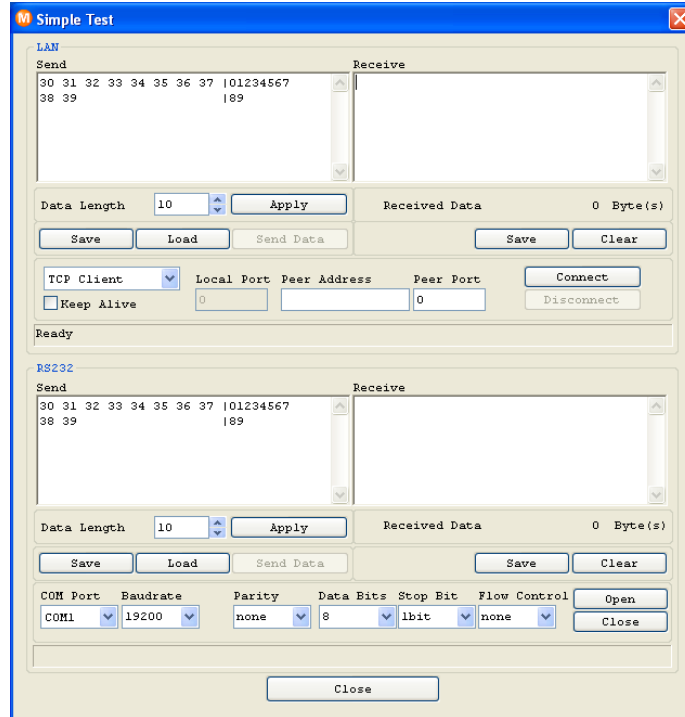 M Simple Test
LAN
Send Receive
30 31 32 33 34 35 36 37 |01234567
38 39 |89
Data Length 10 Apply Received Data 0 Byte(s)
Save Load Send Data Save Clear
TCP Client Local Port Peer Address Peer Port Connect
Keep Alive 0 0 Disconnect
Ready
RS232
Send Receive
30 31 32 33 34 35 36 37 |01234567
38 39 |89
Data Length 10 Apply Received Data 0 Byte(s)
Save Load Send Data Save Clear
COM Port Baudrate Parity Data Bits Stop Bit Flow Control Open
COM1 19200 none 8 1bit none Close
Close